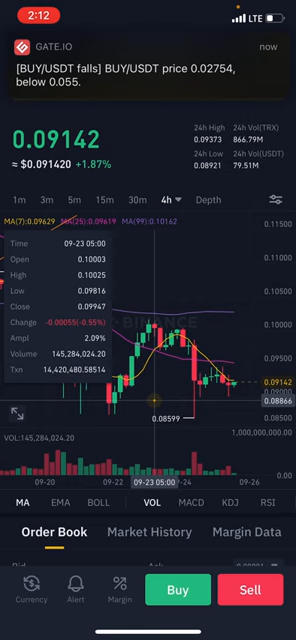 2:12
LTE
GATE.IO
now
[BUY/USDT falls] BUY/USDT price 0.02754,
below 0.055.
0.09142
≈ $0.091420 +1.87%
24h High
0.09373
24h Vol(TRX)
866.79M
24h Low
0.08921
24h Vol(USDT)
79.51M
1m 3m 5m 15m 30m 4h Depth
MA(7):0.09629 MA(25):0.09619 MA(99):0.10162
0.11500
Time 09-23 05:00
Open 0.10003
High 0.10025
Low 0.09816
Close 0.09947
Change -0.00055(-0.55%)
Ampl 2.09%
Volume 145,284,024.20
Txn 14,420,480.58514
BINANCE
0.11000
0.10500
0.10000
0.09500
0.09142
0.08866
0.08500
0.08599
VOL:145,284,024.20
1,000,000,000.00
0.00
09-20
09-22
09-23 05:00
-24
09-26
MA EMA BOLL VOL MACD KDJ RSI
Order Book Market History Margin Data
Bid
Ask
Currency
Alert
Margin
Buy
Sell